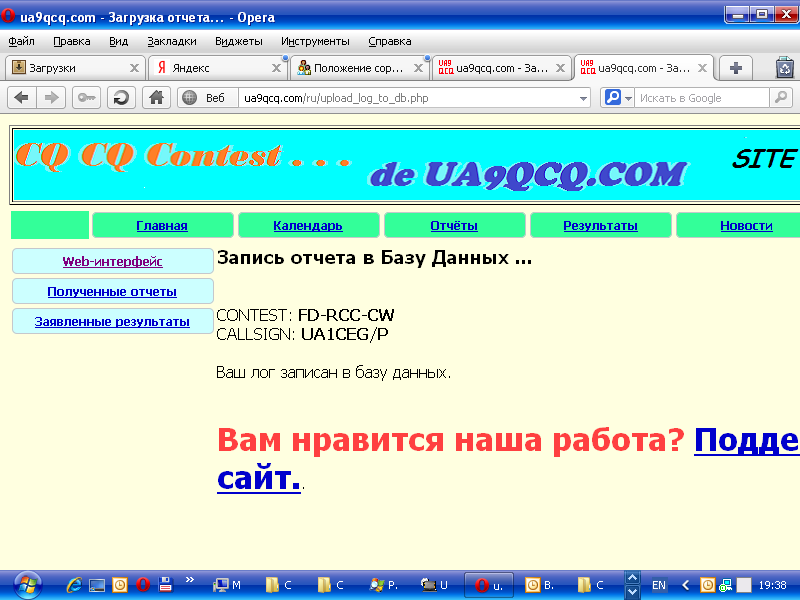 ua9qcq.com - Загрузка отчета... - Opera
Файл Правка Вид Закладки Виджеты Инструменты Справка
Загрузки Яндекс Положение сор... ua9qcq.com - За... ua9qcq.com - За...
Веб ua9qcq.com/ru/upload_log_to_db.php Искать в Google
CQ CQ Contest . . . de UA9QCQ.COM SITE
Главная Календарь Отчёты Результаты Новости
Web-интерфейс
Полученные отчеты
Заявленные результаты
Запись отчета в Базу Данных ...
CONTEST: FD-RCC-CW
CALLSIGN: UA1CEG/P
Ваш лог записан в базу данных.
Вам нравится наша работа? Подде
сайт..
» М С С Р. U u. В. С EN 19:38